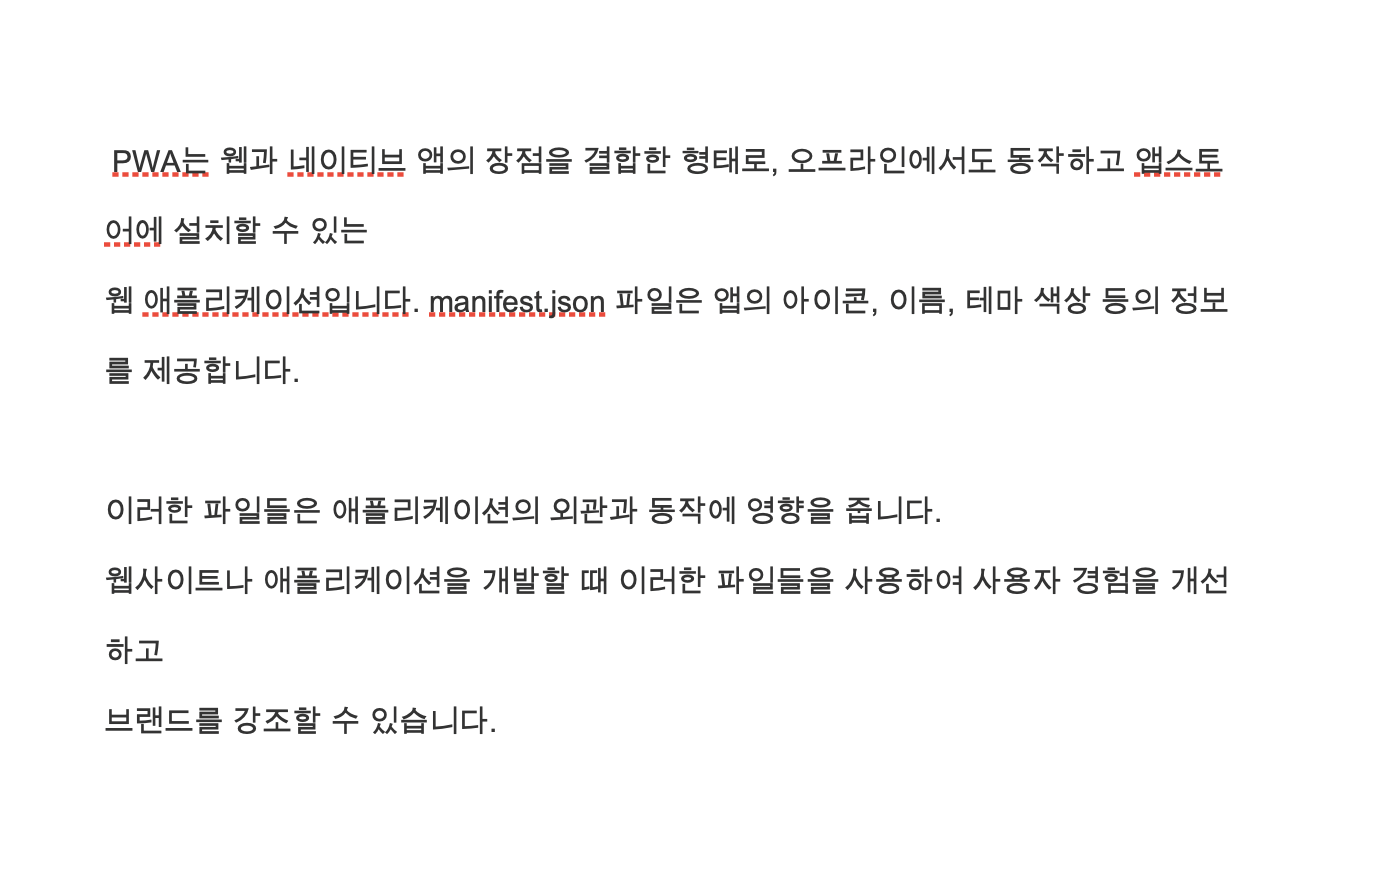 PWA는 웹과 네이티브 앱의 장점을 결합한 형태로, 오프라인에서도 동작하고 앱스토
어에 설치할 수 있는
웹 애플리케이션입니다. manifest.json 파일은 앱의 아이콘, 이름, 테마 색상 등의 정보
를 제공합니다.
이러한 파일들은 애플리케이션의 외관과 동작에 영향을 줍니다.
웹사이트나 애플리케이션을 개발할 때 이러한 파일들을 사용하여 사용자 경험을 개선
하고
브랜드를 강조할 수 있습니다.